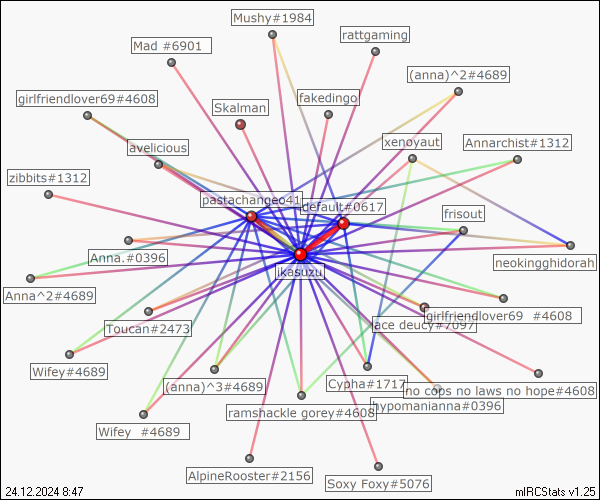 Mushy#1984
rattgaming
Mad #6901
(anna)^2#4689
girlfriendlover69#4608
fakedingo
Skalman
xenoyaut
Annarchist#1312
avelicious
zibbits#1312
pastachangeo41
default#0617
frisout
Anna.#0396
neokingghidorah
ikasuzu
Anna^2#4689
girlfriendlover69 #4608
ace deucy#7097
Toucan#2473
Wifey#4689
(anna)^3#4689
Cypha#1717
no cops no laws no hope#4608
hypomanianna#0396
ramshackle gorey#4608
Wifey #4689
AlpineRooster#2156
Soxy Foxy#5076
24.12.2024 8:47
mIRCStats v1.25